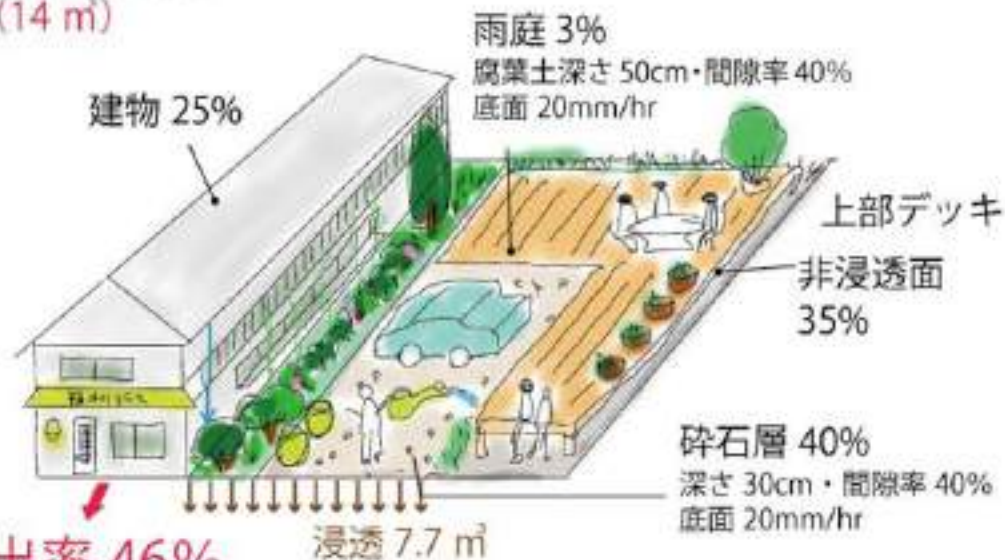 (14 ㎡)
雨庭 3%
腐葉土深さ 50cm・間隙率 40%
底面 20mm/hr
建物 25%
上部デッキ
非浸透面
35%
砕石層 40%
深さ 30cm・間隙率 40%
底面 20mm/hr
浸透 7.7 ㎥
出率 46%